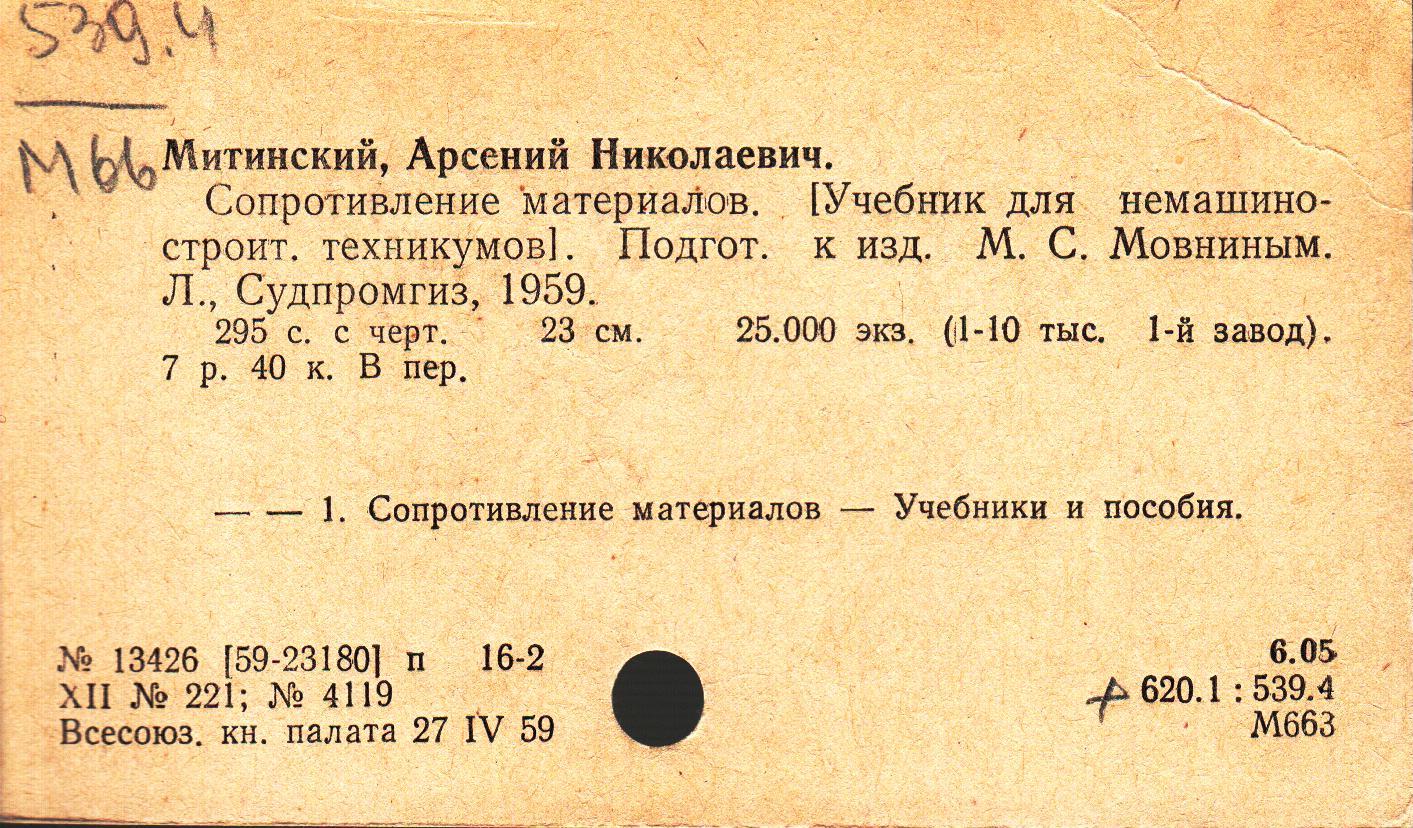 539.4
М66
Митинский, Арсений Николаевич.
Сопротивление материалов. [Учебник для немашино-
строит. техникумов]. Подгот. к изд. М. С. Мовниным.
Л., Судпромгиз, 1959.
295 с. с черт. 23 см. 25.000 экз. (1-10 тыс. 1-й завод).
7 р. 40 к. В пер.
— — 1. Сопротивление материалов — Учебники и пособия.
№ 13426 [59-23180] п 16-2
XII № 221; № 4119
Всесоюз. кн. палата 27 IV 59
6.05
620.1 : 539.4
М663